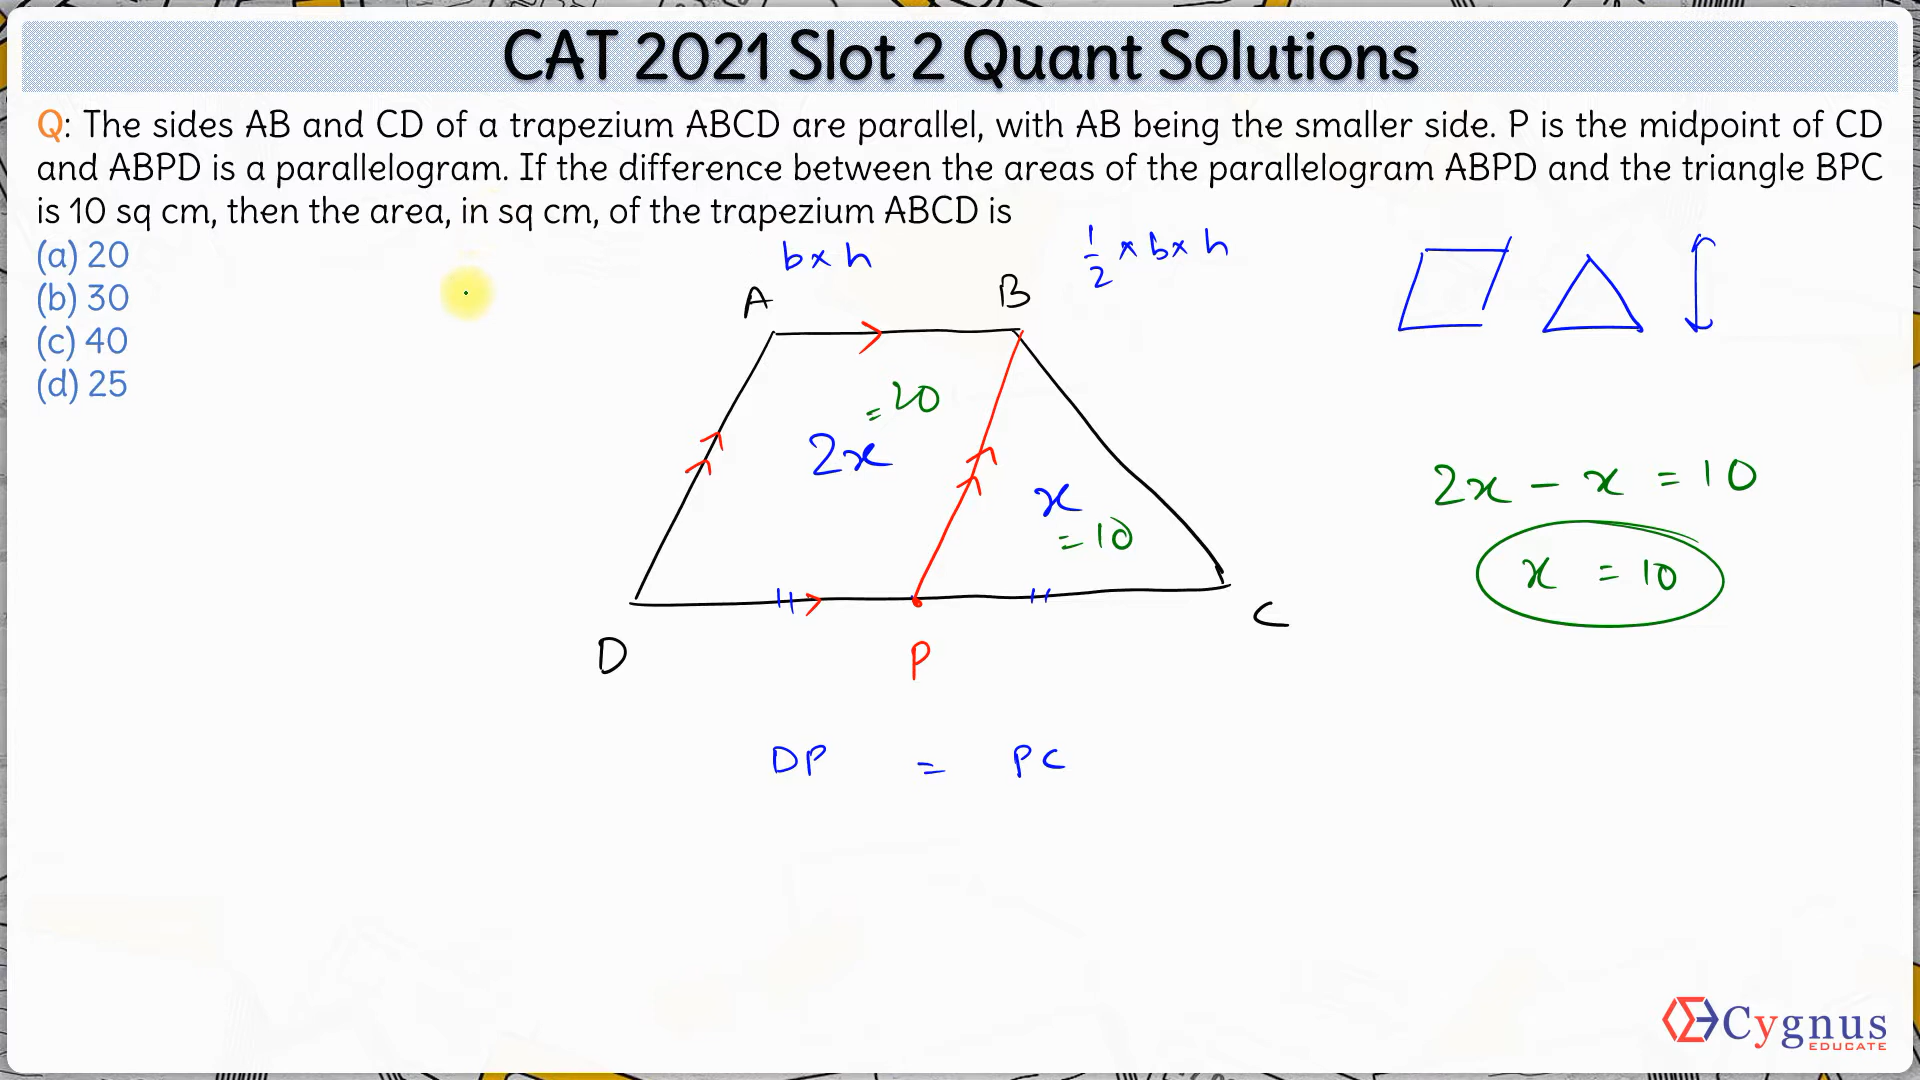 CAT 2021 Slot 2 Quant Solutions
Q: The sides AB and CD of a trapezium ABCD are parallel, with AB being the smaller side. P is the midpoint of CD
and ABPD is a parallelogram. If the difference between the areas of the parallelogram ABPD and the triangle BPC
is 10 sq cm, then the area, in sq cm, of the trapezium ABCD is
(a) 20
(b) 30
(c) 40
(d) 25
b x h
1/2 x b x h
A
B
= 20
2x
x
= 10
2x - x = 10
x = 10
D
P
C
DP = PC
Cygnus
EDUCATE